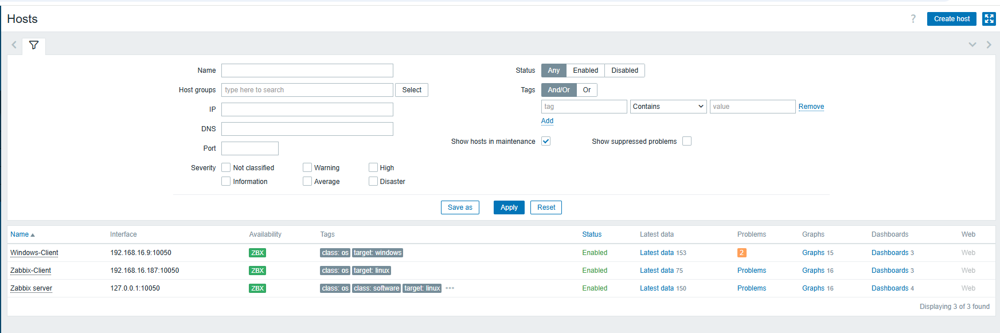 Hosts
? Create host
Name
Status Any Enabled Disabled
Host groups type here to search Select
Tags And/Or Or
IP
tag Contains value Remove
Add
DNS
Show hosts in maintenance Show suppressed problems
Port
Severity Not classified Warning High
Information Average Disaster
Save as Apply Reset
Name Interface Availability Tags Status Latest data Problems Graphs Dashboards Web
Windows-Client 192.168.16.9:10050 ZBX class: os target: windows Enabled Latest data 153 2 Graphs 15 Dashboards 3 Web
Zabbix-Client 192.168.16.187:10050 ZBX class: os target: linux Enabled Latest data 75 Problems Graphs 16 Dashboards 3 Web
Zabbix server 127.0.0.1:10050 ZBX class: os class: software target: linux ••• Enabled Latest data 150 Problems Graphs 16 Dashboards 4 Web
Displaying 3 of 3 found